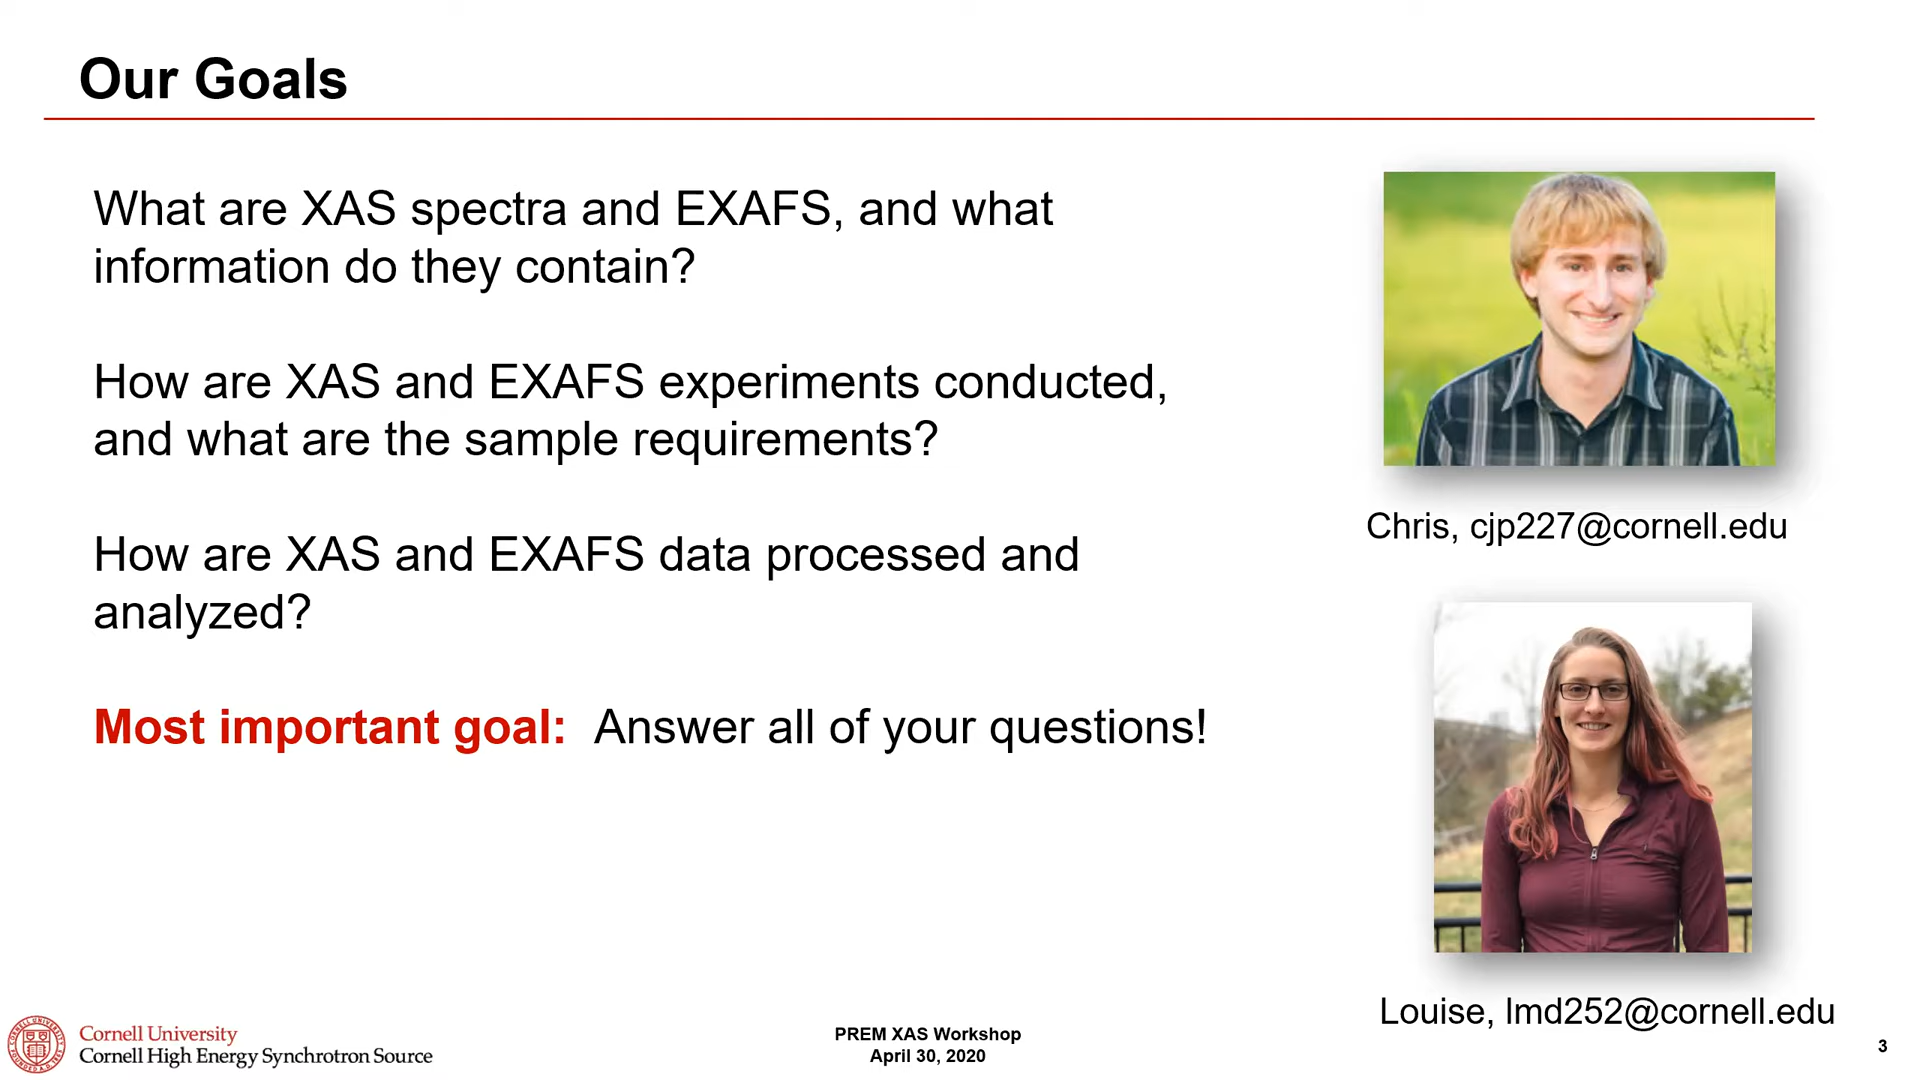 Our Goals
What are XAS spectra and EXAFS, and what
information do they contain?
How are XAS and EXAFS experiments conducted,
and what are the sample requirements?
How are XAS and EXAFS data processed and
analyzed?
Most important goal: Answer all of your questions!
Chris, cjp227@cornell.edu
Louise, lmd252@cornell.edu
Cornell University
Cornell High Energy Synchrotron Source
PREM XAS Workshop
April 30, 2020
3